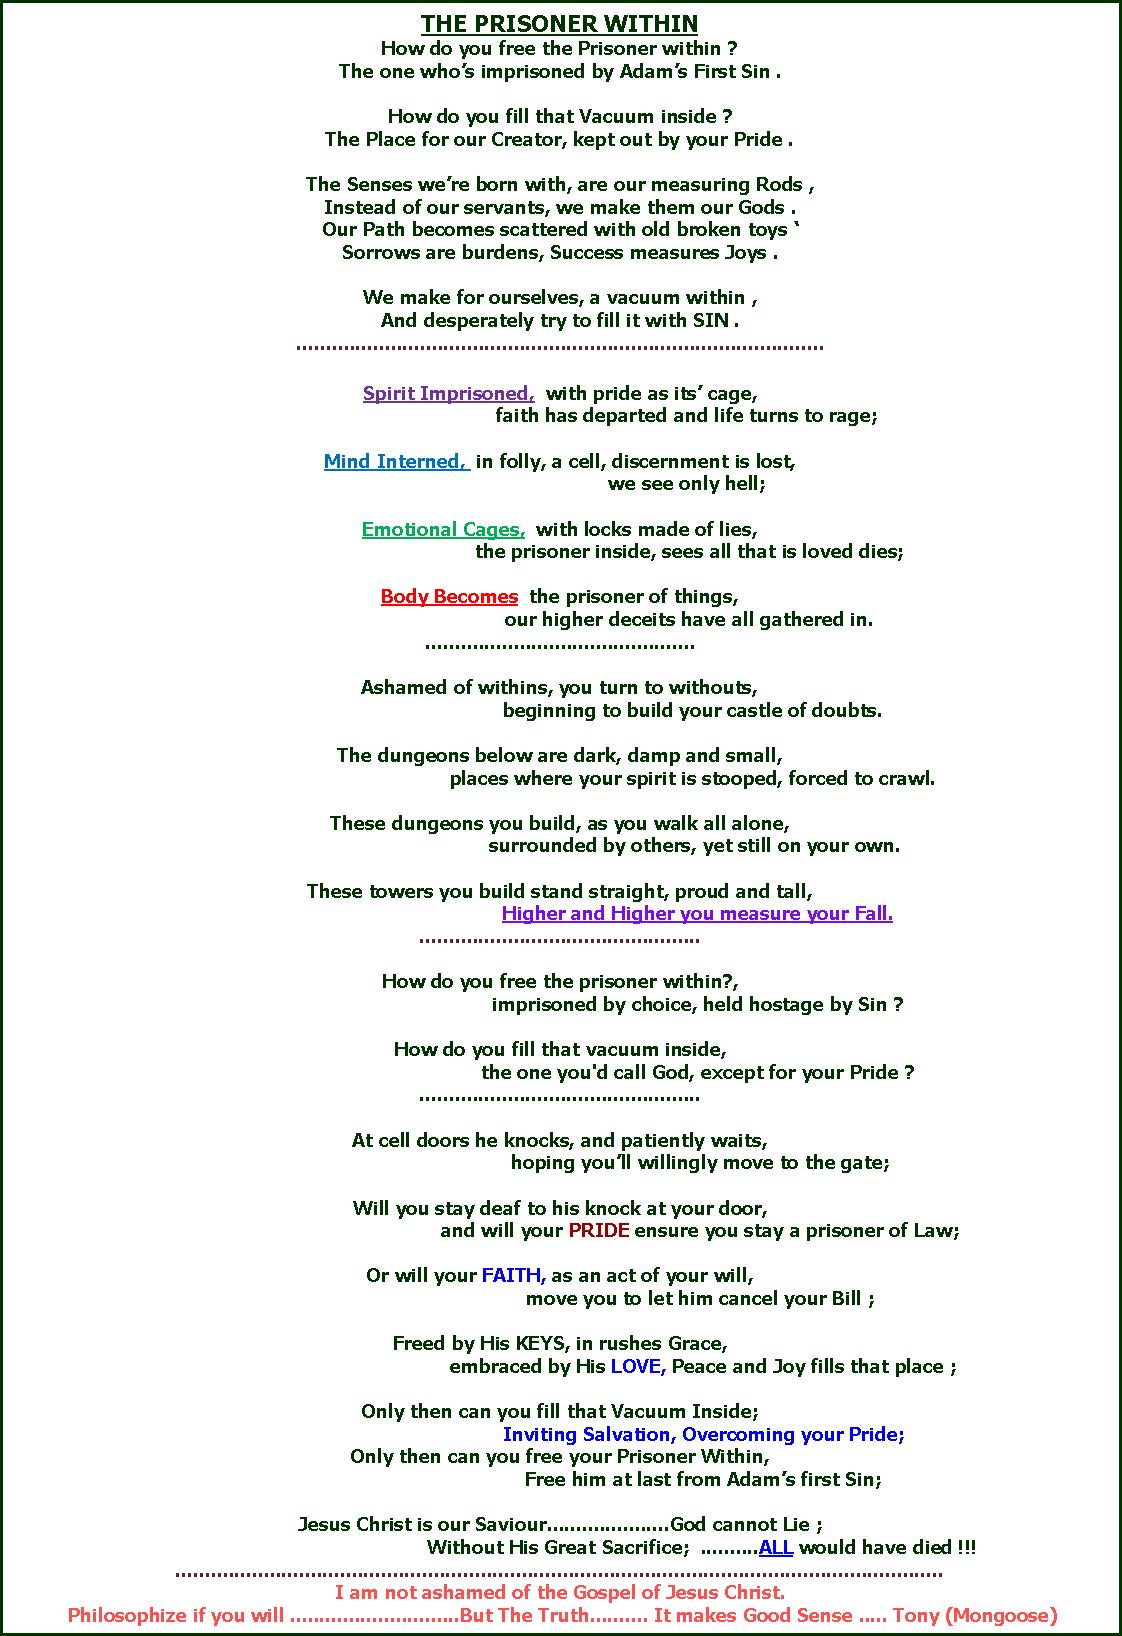 THE PRISONER WITHIN
How do you free the Prisoner within ?
The one who’s imprisoned by Adam’s First Sin .
How do you fill that Vacuum inside ?
The Place for our Creator, kept out by your Pride .
The Senses we’re born with, are our measuring Rods ,
Instead of our servants, we make them our Gods .
Our Path becomes scattered with old broken toys ‘
Sorrows are burdens, Success measures Joys .
We make for ourselves, a vacuum within ,
And desperately try to fill it with SIN .
..........................................................................................
Spirit Imprisoned,  with pride as its’ cage,
faith has departed and life turns to rage;
Mind Interned,  in folly, a cell, discernment is lost,
we see only hell;
Emotional Cages,  with locks made of lies,
the prisoner inside, sees all that is loved dies;
Body Becomes  the prisoner of things,
our higher deceits have all gathered in.
..............................................
Ashamed of withins, you turn to withouts,
beginning to build your castle of doubts.
The dungeons below are dark, damp and small,
places where your spirit is stooped, forced to crawl.
These dungeons you build, as you walk all alone,
surrounded by others, yet still on your own.
These towers you build stand straight, proud and tall,
Higher and Higher you measure your Fall.
................................................
How do you free the prisoner within?,
imprisoned by choice, held hostage by Sin ?
How do you fill that vacuum inside,
the one you'd call God, except for your Pride ?
................................................
At cell doors he knocks, and patiently waits,
hoping you’ll willingly move to the gate;
Will you stay deaf to his knock at your door,
and will your PRIDE ensure you stay a prisoner of Law;
Or will your FAITH, as an act of your will,
move you to let him cancel your Bill ;
Freed by His KEYS, in rushes Grace,
embraced by His LOVE, Peace and Joy fills that place ;
Only then can you fill that Vacuum Inside;
Inviting Salvation, Overcoming your Pride;
Only then can you free your Prisoner Within,
Free him at last from Adam’s first Sin;
Jesus Christ is our Saviour.....................God cannot Lie ;
Without His Great Sacrifice;  ..........ALL would have died !!!
...................................................................................................................................
I am not ashamed of the Gospel of Jesus Christ.
Philosophize if you will .............................But The Truth.......... It makes Good Sense ..... Tony (Mongoose)